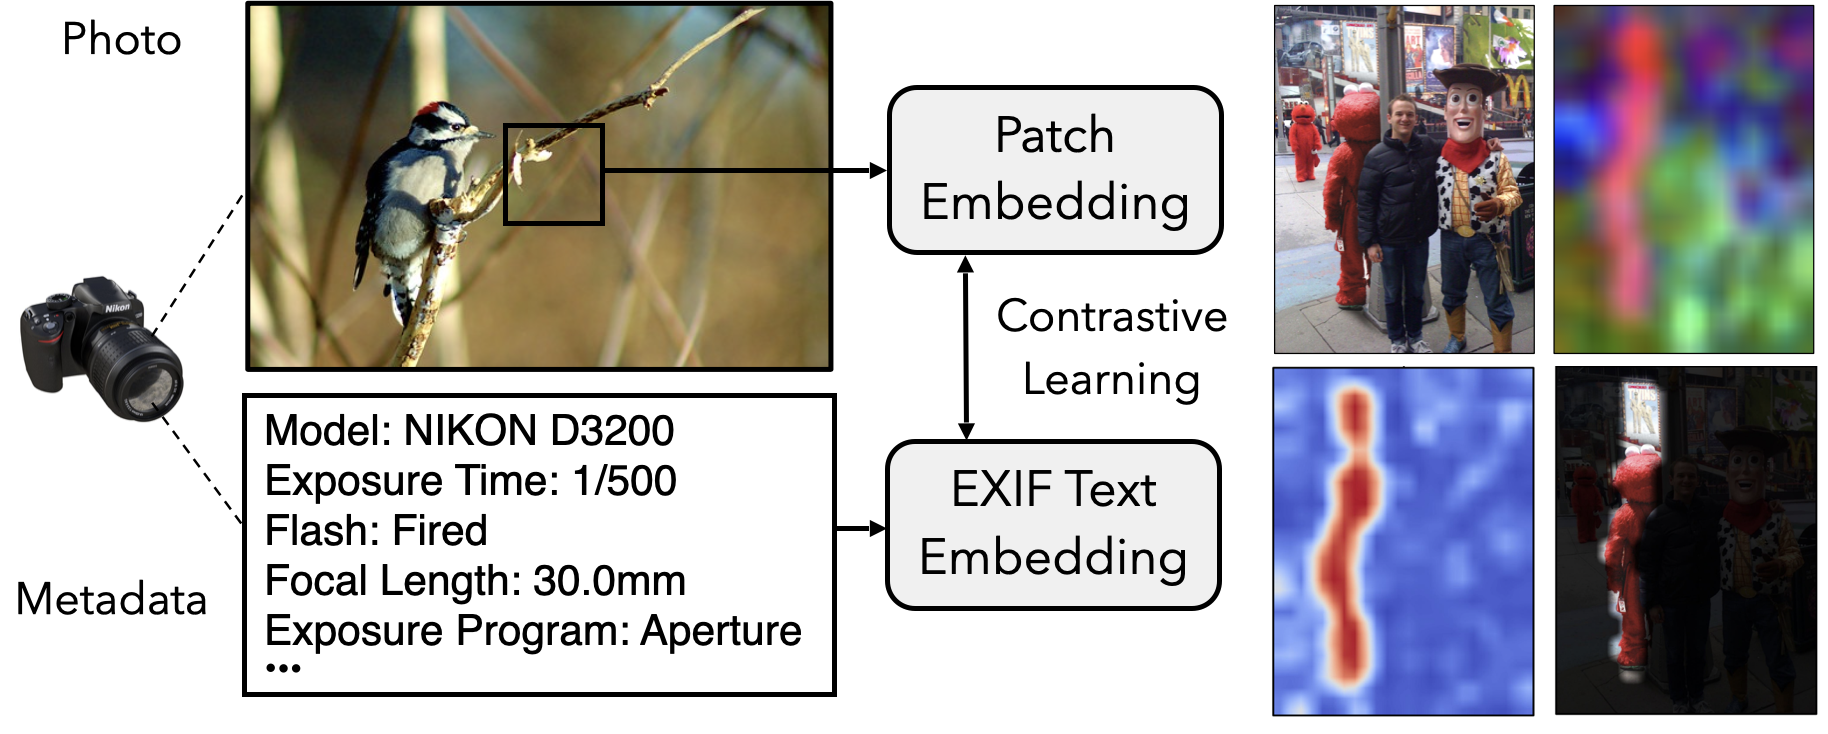 Photo
Patch
Embedding
Contrastive
Learning
Nikon
Model: NIKON D3200
Exposure Time: 1/500
Flash: Fired
Focal Length: 30.0mm
Exposure Program: Aperture
...
EXIF Text
Embedding
Metadata